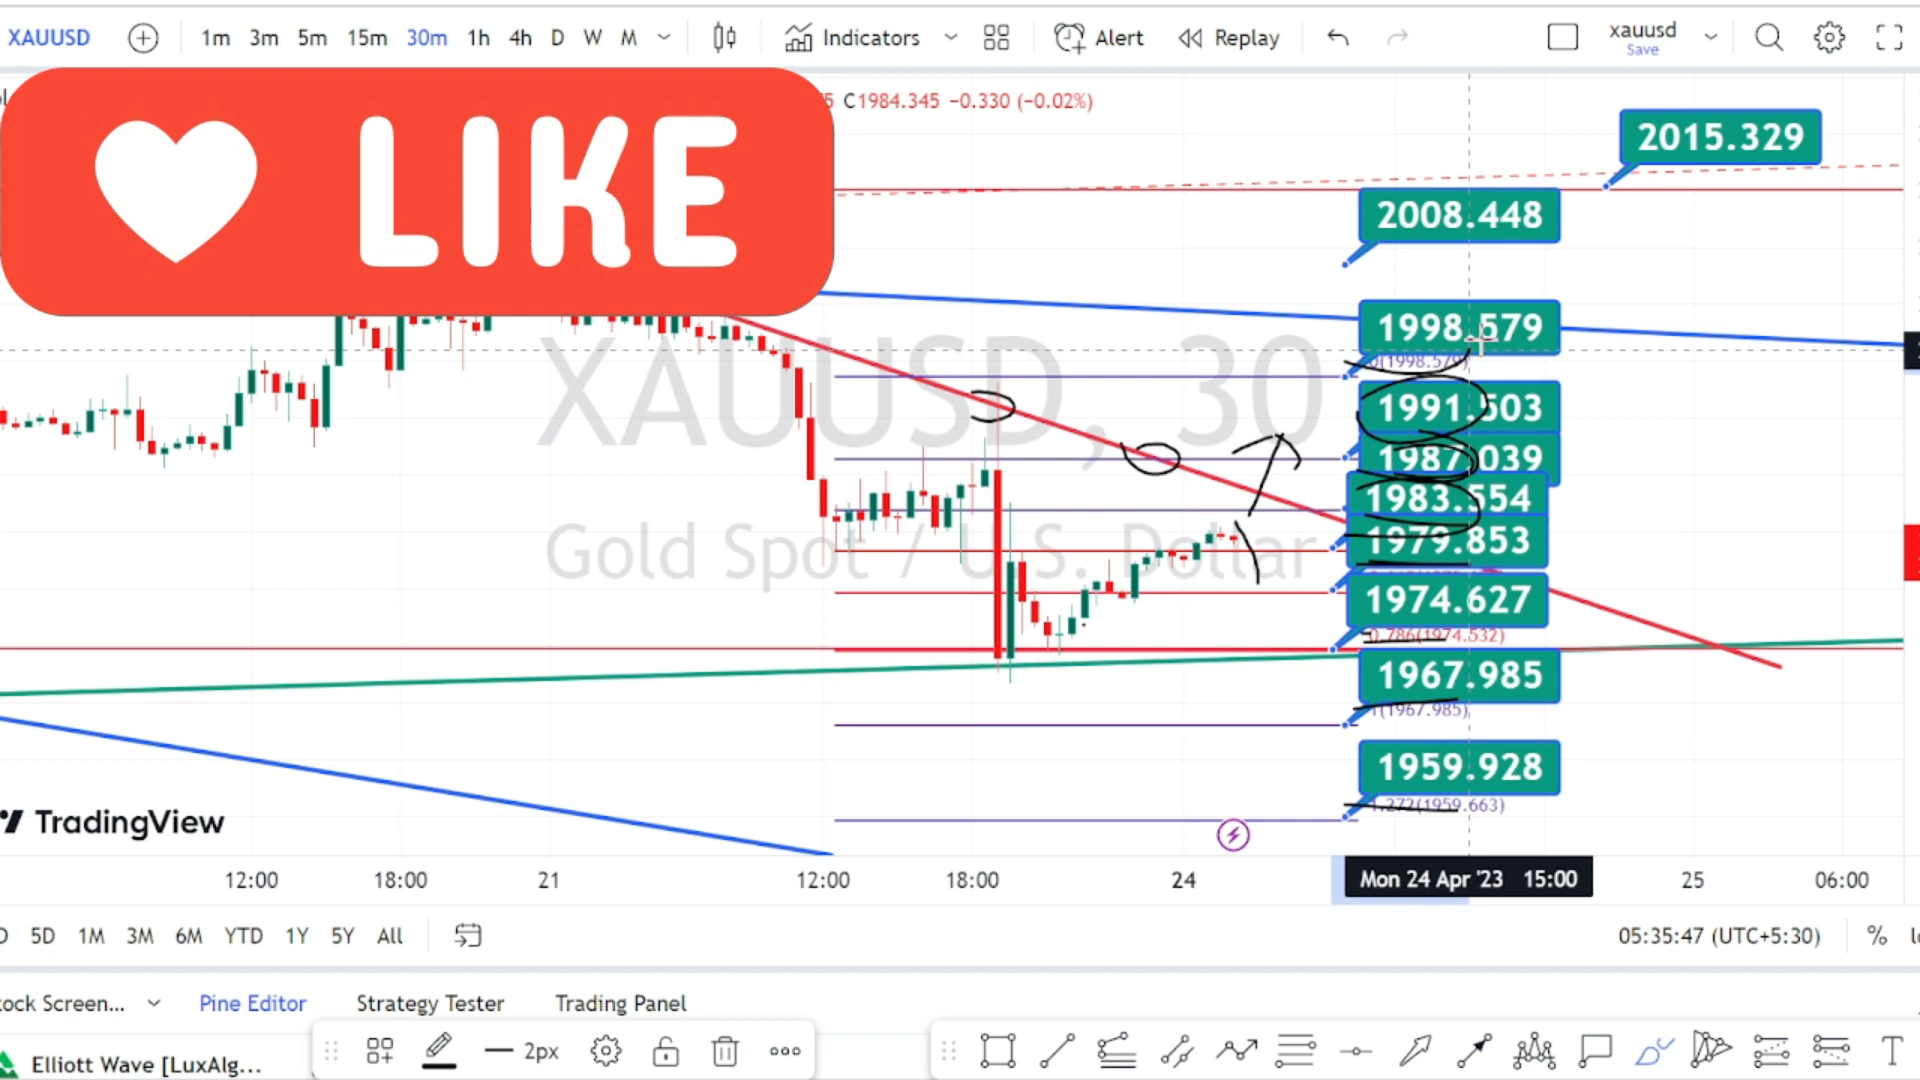 XAUUSD 1m 3m 5m 15m 30m 1h 4h D W M Indicators Alert Replay xauusd
Save
C1984.345 −0.330 (−0.02%)
LIKE
2015.329
2008.448
1998.579
0(1998.579)
1991.503
1987.039
1983.554
1979.853
1974.627
0.786(1974.532)
1967.985
1(1967.985)
1959.928
1.272(1959.663)
XAUUSD, 30
Gold Spot / U.S. Dollar
TradingView
12:00 18:00 21 12:00 18:00 24 Mon 24 Apr '23 15:00 25 06:00
5D 1M 3M 6M YTD 1Y 5Y All 05:35:47 (UTC+5:30) %
Screen... Pine Editor Strategy Tester Trading Panel
Elliott Wave [LuxAlg... 2px T